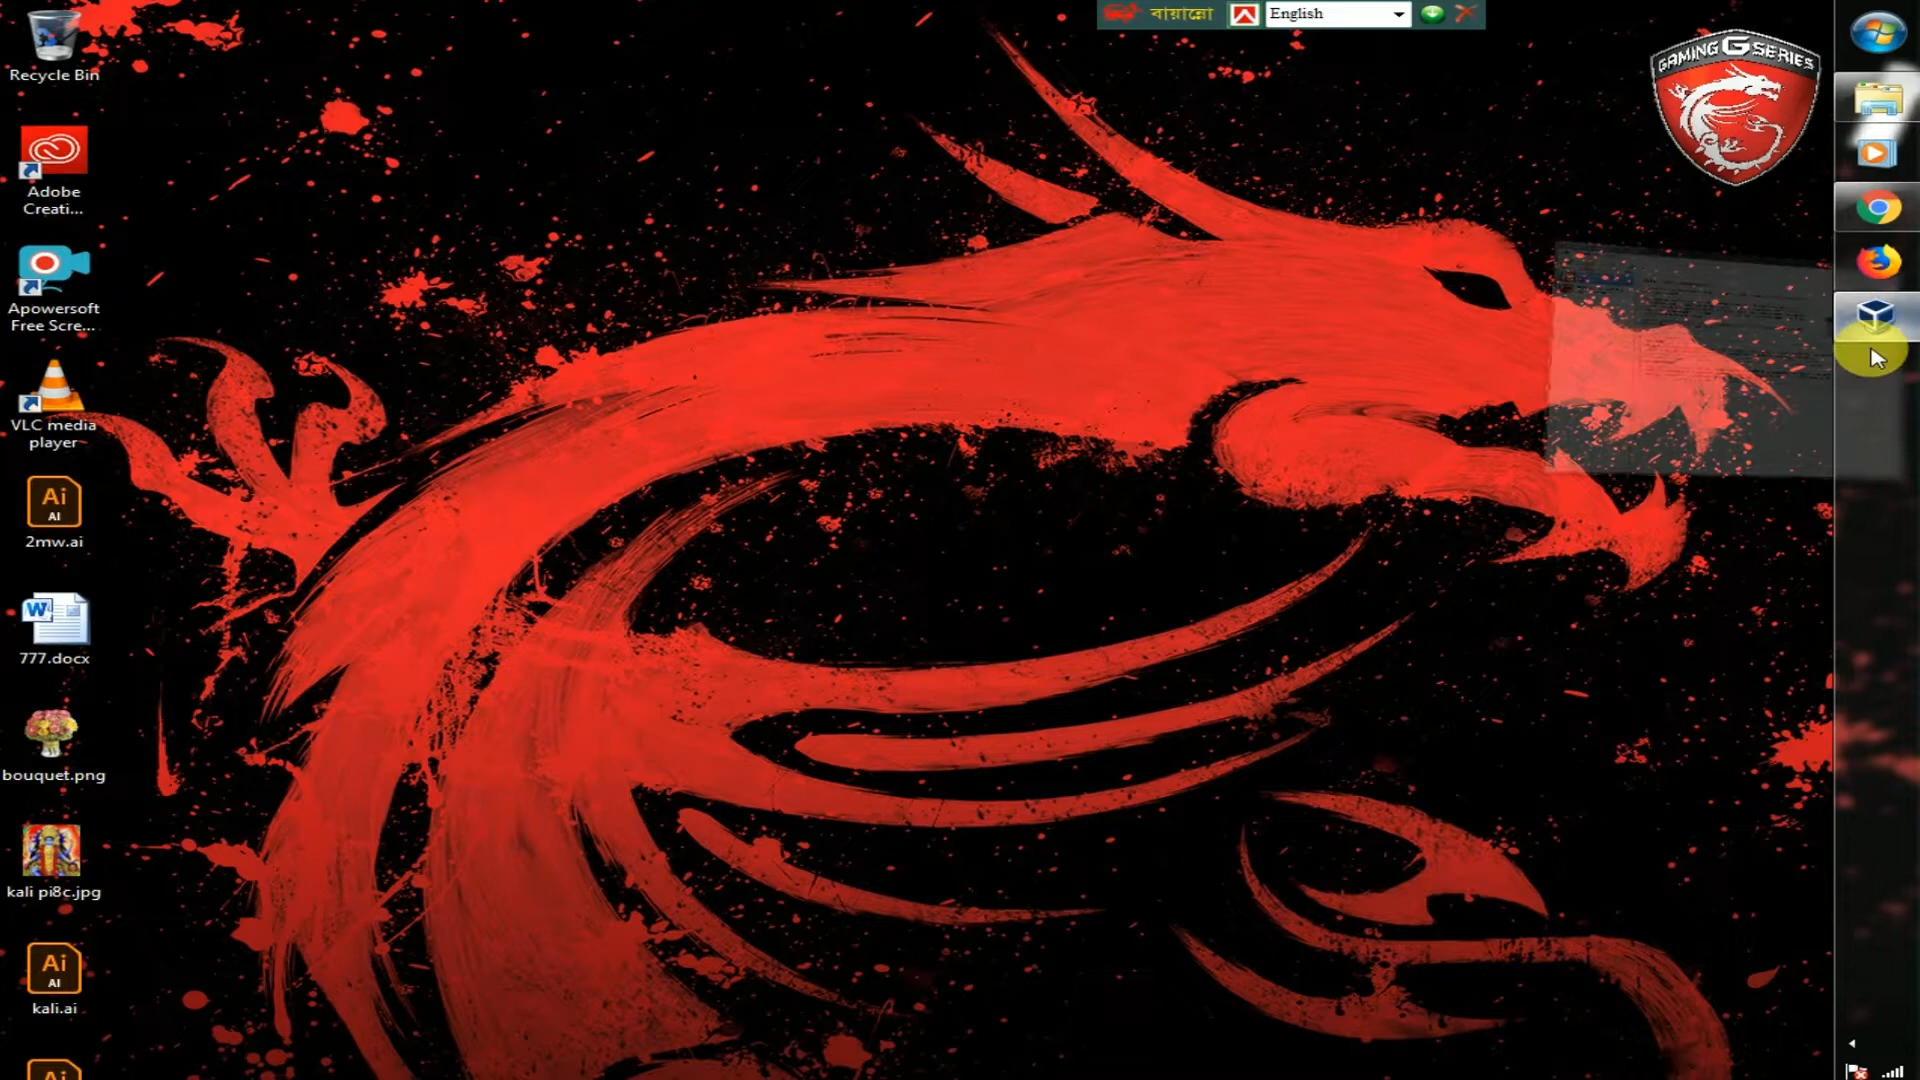 বায়ান্নো
English
GAMING G SERIES
Recycle Bin
Adobe
Creati...
Apowersoft
Free Scre...
VLC media
player
Ai
AI
2mw.ai
W
777.docx
bouquet.png
kali pi8c.jpg
Ai
AI
kali.ai
Ai